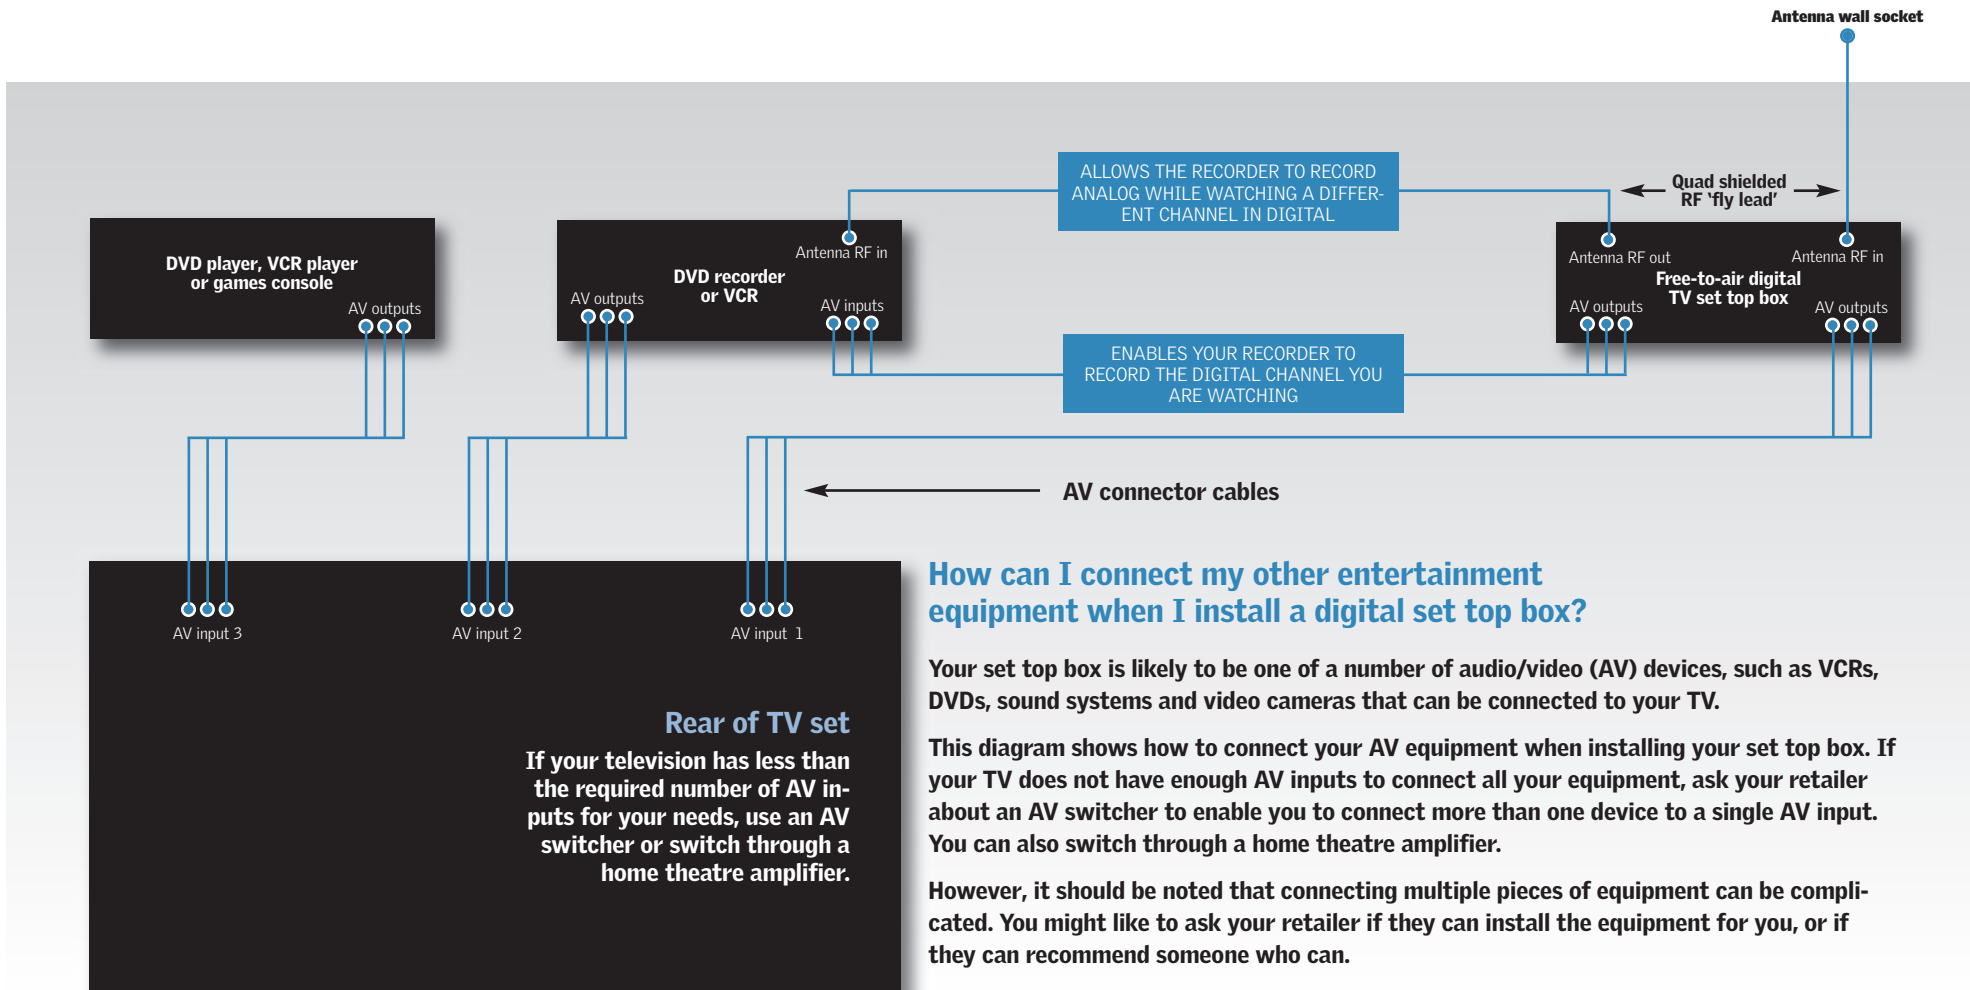 Antenna wall socket
ALLOWS THE RECORDER TO RECORD
ANALOG WHILE WATCHING A DIFFER-
ENT CHANNEL IN DIGITAL
Quad shielded
RF ‘fly lead’
DVD player, VCR player
or games console
AV outputs
Antenna RF in
DVD recorder
or VCR
AV outputs
AV inputs
Antenna RF out
Antenna RF in
Free-to-air digital
TV set top box
AV outputs
AV outputs
ENABLES YOUR RECORDER TO
RECORD THE DIGITAL CHANNEL YOU
ARE WATCHING
AV connector cables
AV input 3
AV input 2
AV input 1
Rear of TV set
If your television has less than
the required number of AV in-
puts for your needs, use an AV
switcher or switch through a
home theatre amplifier.
How can I connect my other entertainment
equipment when I install a digital set top box?
Your set top box is likely to be one of a number of audio/video (AV) devices, such as VCRs,
DVDs, sound systems and video cameras that can be connected to your TV.
This diagram shows how to connect your AV equipment when installing your set top box. If
your TV does not have enough AV inputs to connect all your equipment, ask your retailer
about an AV switcher to enable you to connect more than one device to a single AV input.
You can also switch through a home theatre amplifier.
However, it should be noted that connecting multiple pieces of equipment can be compli-
cated. You might like to ask your retailer if they can install the equipment for you, or if
they can recommend someone who can.